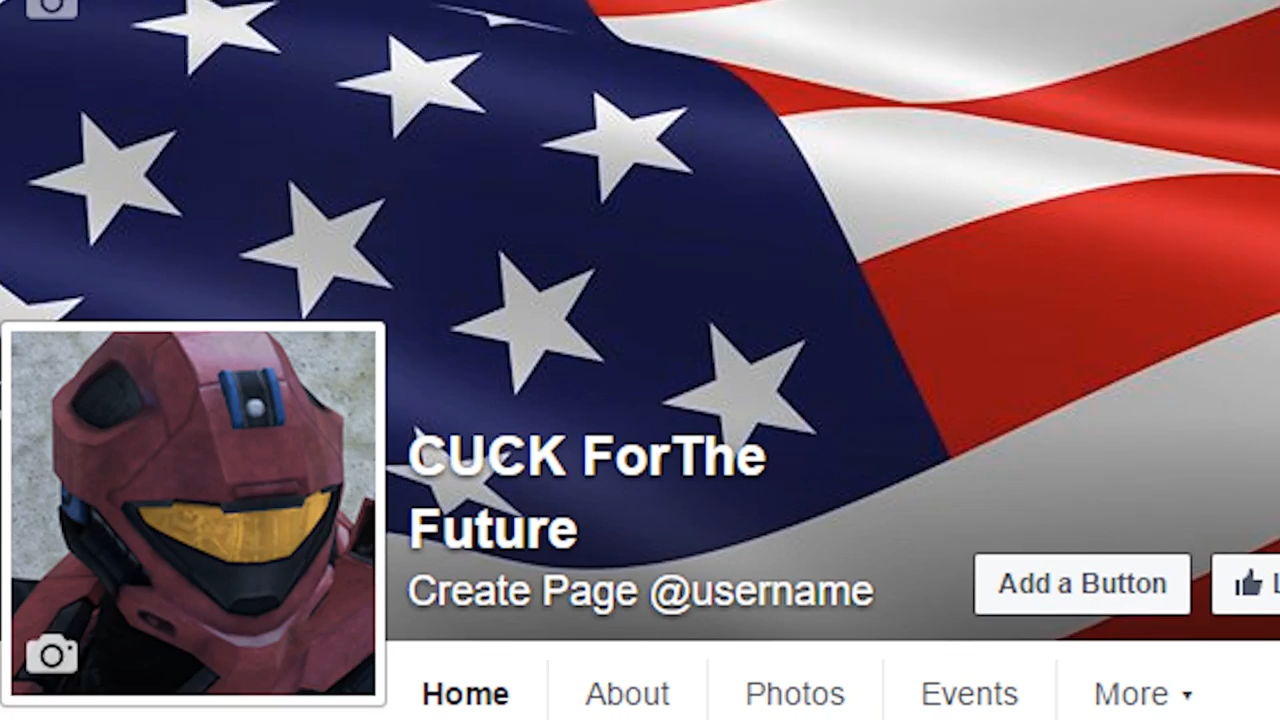 CUCK ForThe
Future
Create Page @username
Add a Button
Home
About
Photos
Events
More